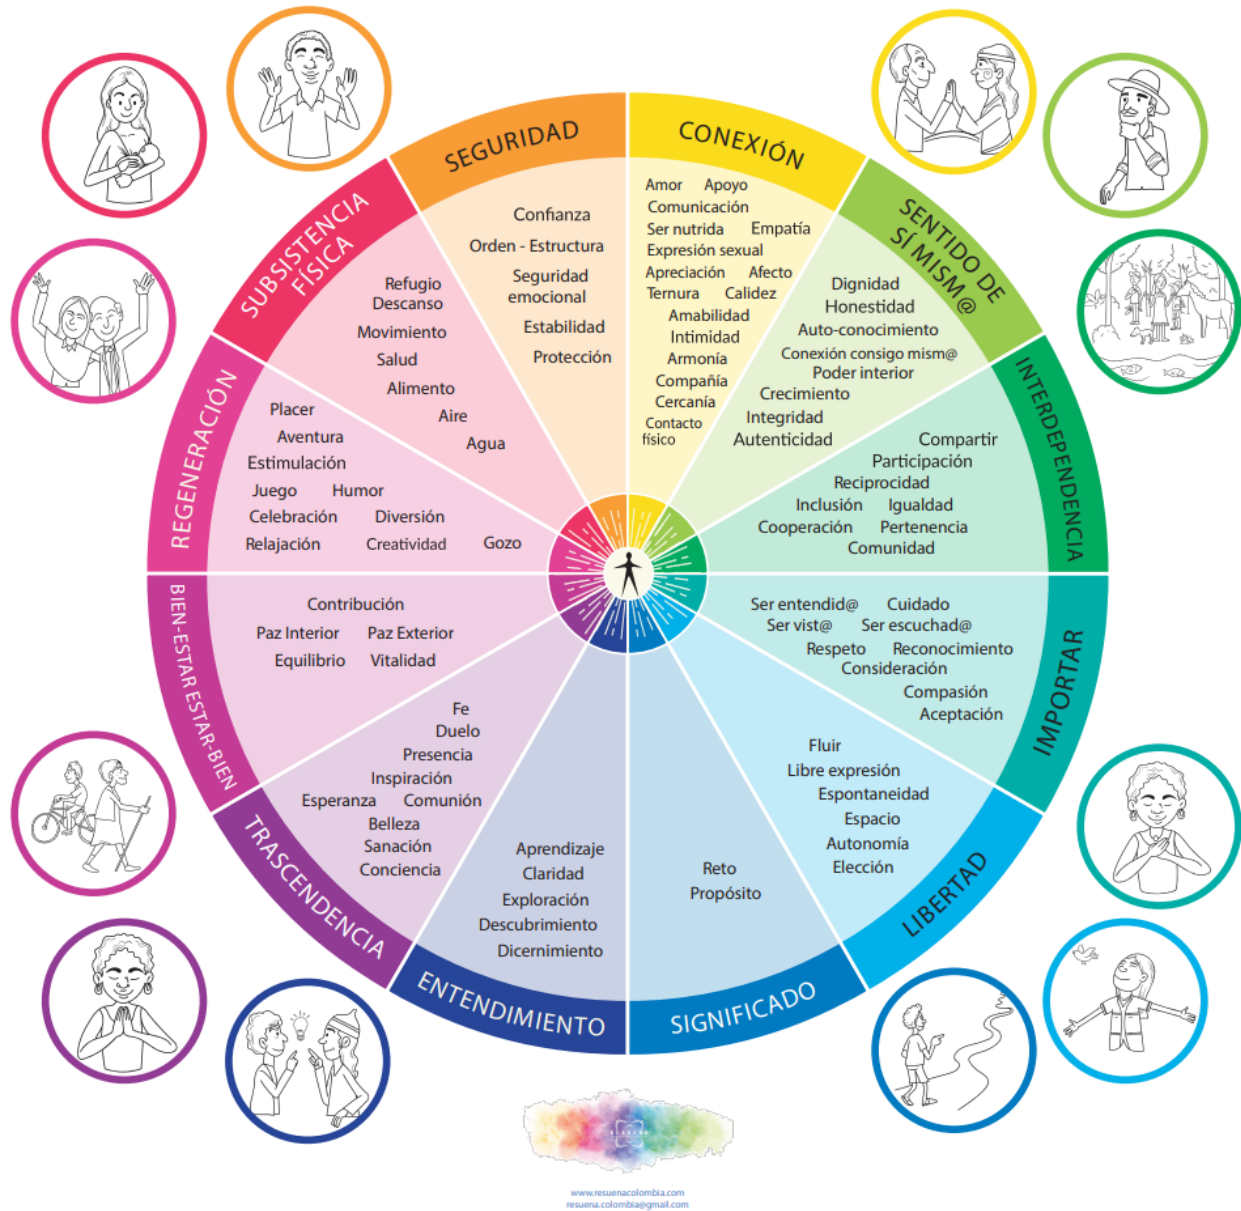 SEGURIDAD
Confianza
Orden - Estructura
Seguridad
emocional
Estabilidad
Protección
CONEXIÓN
Amor Apoyo
Comunicación
Ser nutrida Empatía
Expresión sexual
Apreciación Afecto
Ternura Calidez
Amabilidad
Intimidad
Armonía
Compañía
Cercanía
Contacto
físico
SENTIDO DE
SÍ MISM@
Dignidad
Honestidad
Auto-conocimiento
Conexión consigo mism@
Poder interior
Crecimiento
Integridad
Autenticidad
INTERDEPENDENCIA
Compartir
Participación
Reciprocidad
Inclusión Igualdad
Cooperación Pertenencia
Comunidad
IMPORTAR
Ser entendid@ Cuidado
Ser vist@ Ser escuchad@
Respeto Reconocimiento
Consideración
Compasión
Aceptación
LIBERTAD
Fluir
Libre expresión
Espontaneidad
Espacio
Autonomía
Elección
SIGNIFICADO
Reto
Propósito
ENTENDIMIENTO
Aprendizaje
Claridad
Exploración
Descubrimiento
Dicernimiento
TRASCENDENCIA
Fe
Duelo
Presencia
Inspiración
Esperanza Comunión
Belleza
Sanación
Conciencia
BIEN-ESTAR ESTAR-BIEN
Contribución
Paz Interior Paz Exterior
Equilibrio Vitalidad
REGENERACIÓN
Placer
Aventura
Estimulación
Juego Humor
Celebración Diversión
Relajación Creatividad Gozo
SUBSISTENCIA
FÍSICA
Refugio
Descanso
Movimiento
Salud
Alimento
Aire
Agua
www.resuenacolombia.com
resuena.colombia@gmail.com